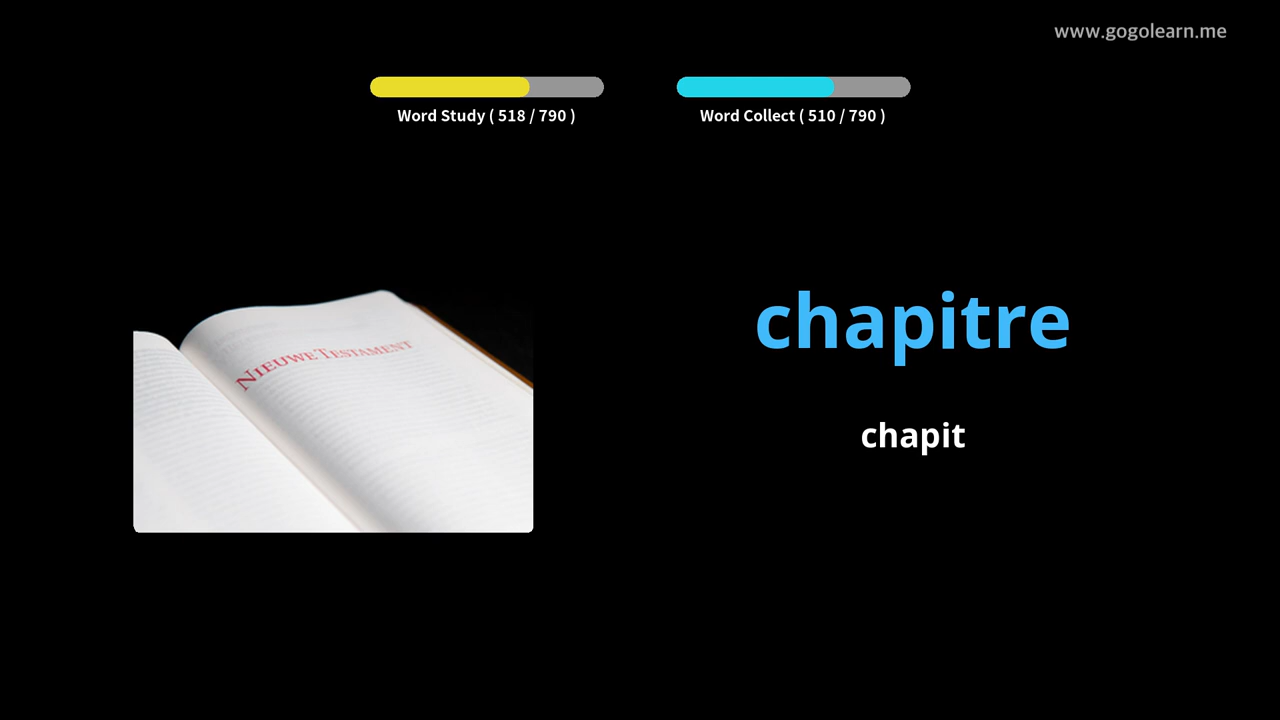 www.gogolearn.me
Word Study ( 518 / 790 )
Word Collect ( 510 / 790 )
NIEUWE TESTAMENT
chapitre
chapit